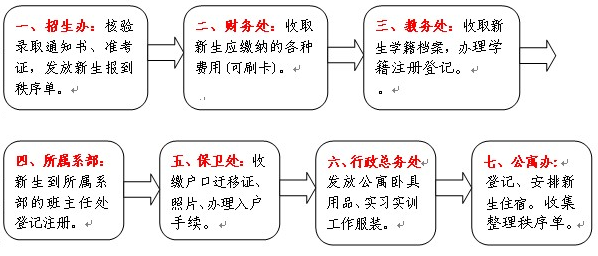 一、招生办：核验
录取通知书、准考
证，发放新生报到
秩序单。
二、财务处：收取
新生应缴纳的各种
费用(可刷卡)。
三、教务处：收取新
生学籍档案，办理学
籍注册登记。
。
四、所属系部：
新生到所属系
部的班主任处
登记注册。
五、保卫处：收
缴户口迁移证、
照片、办理入户
手续。
六、行政总务处
发放公寓卧具
用品、实习实训
工作服装。
七、公寓办:
登记、安排新
生住宿。收集
整理秩序单。